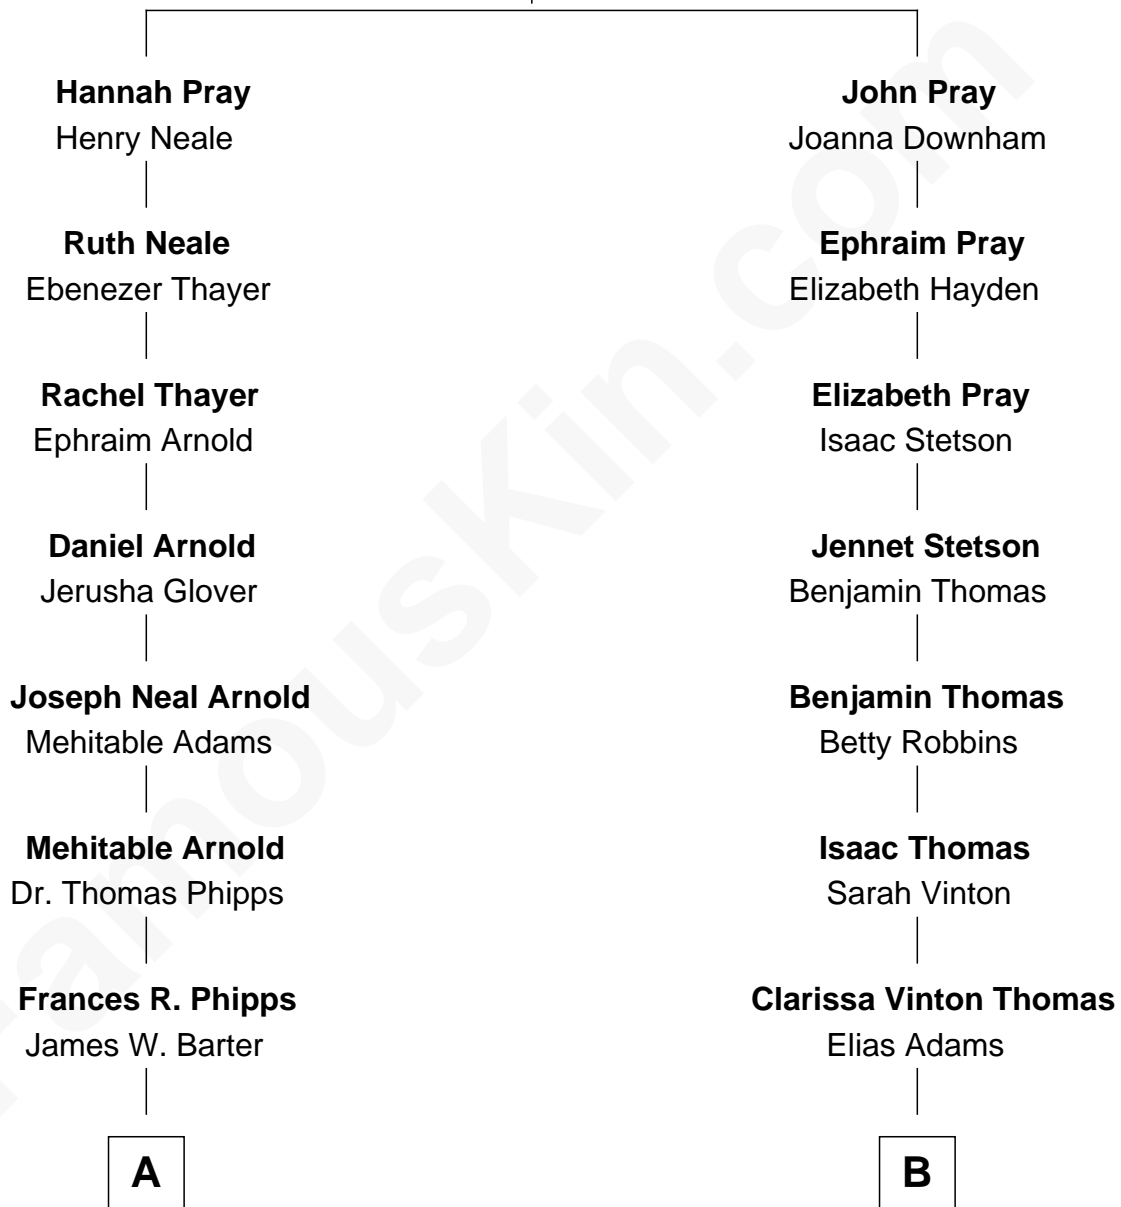 Hannah Pray
Henry Neale
Ruth Neale
Ebenezer Thayer
Rachel Thayer
Ephraim Arnold
Daniel Arnold
Jerusha Glover
Joseph Neal Arnold
Mehitable Adams
Mehitable Arnold
Dr. Thomas Phipps
Frances R. Phipps
James W. Barter
A
John Pray
Joanna Downham
Ephraim Pray
Elizabeth Hayden
Elizabeth Pray
Isaac Stetson
Jennet Stetson
Benjamin Thomas
Benjamin Thomas
Betty Robbins
Isaac Thomas
Sarah Vinton
Clarissa Vinton Thomas
Elias Adams
B
FamousKin.com